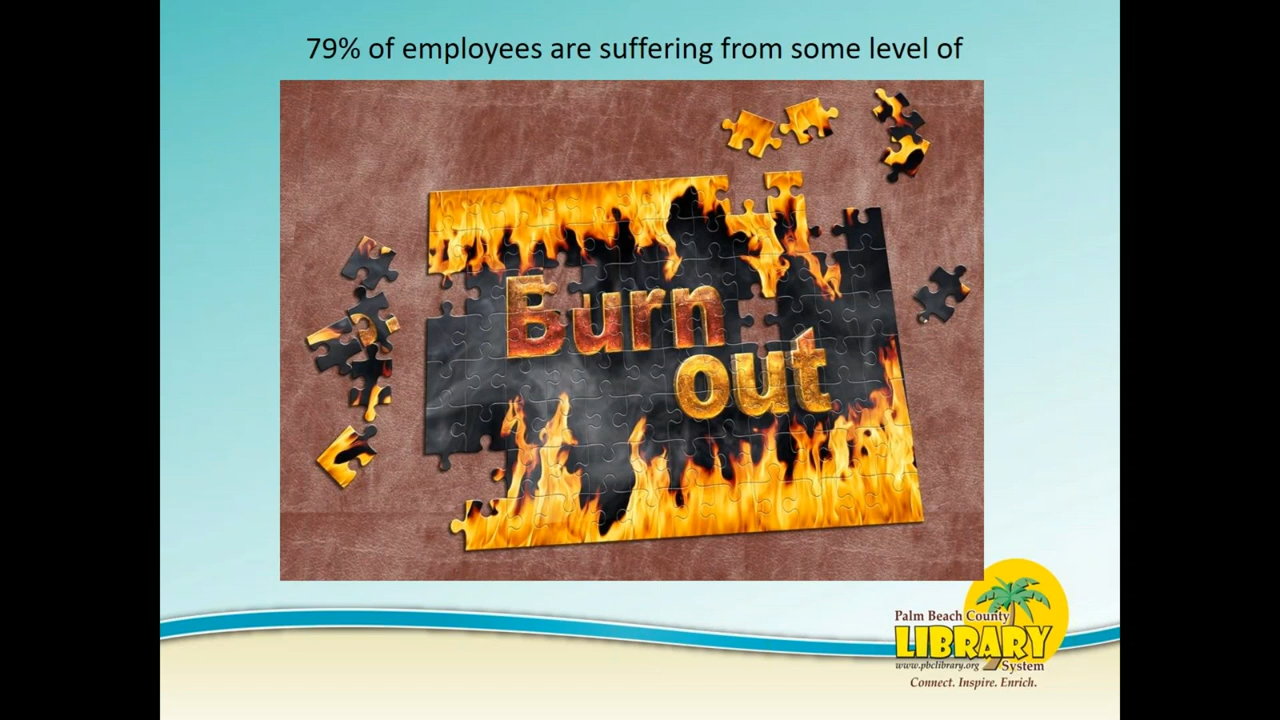 79% of employees are suffering from some level of
Burn
out
Palm Beach County
LIBRARY
www.pbclibrary.org System
Connect. Inspire. Enrich.